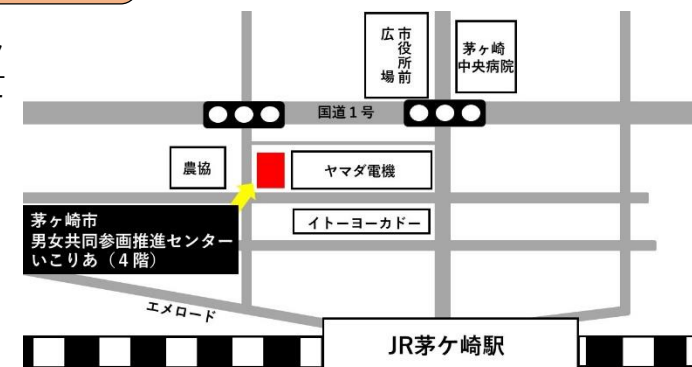 市役所前
広場
茅ヶ崎
中央病院
国道1号
農協
ヤマダ電機
イトーヨーカドー
茅ヶ崎市
男女共同参画推進センター
いこりあ（4階）
エメロード
JR茅ケ崎駅